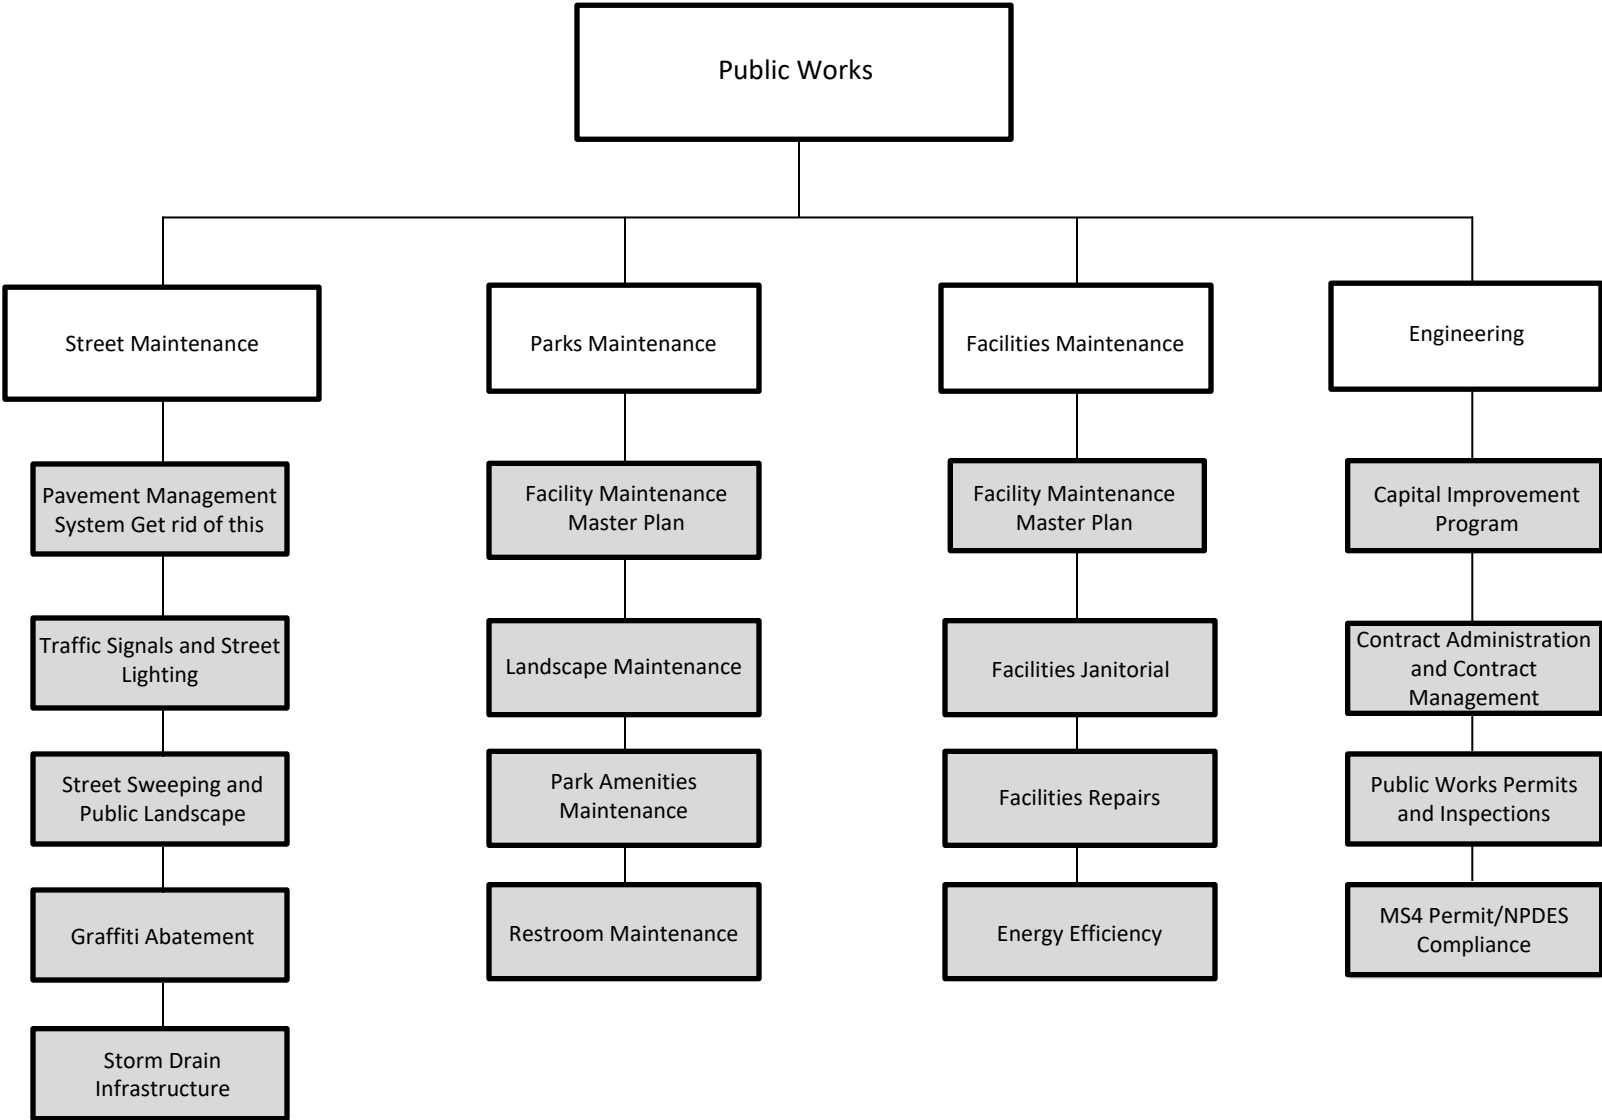 Public Works
Street Maintenance
Parks Maintenance
Facilities Maintenance
Engineering
Pavement Management
System Get rid of this
Facility Maintenance
Master Plan
Facility Maintenance
Master Plan
Capital Improvement
Program
Traffic Signals and Street
Lighting
Landscape Maintenance
Facilities Janitorial
Contract Administration
and Contract
Management
Street Sweeping and
Public Landscape
Park Amenities
Maintenance
Facilities Repairs
Public Works Permits
and Inspections
Graffiti Abatement
Restroom Maintenance
Energy Efficiency
MS4 Permit/NPDES
Compliance
Storm Drain
Infrastructure